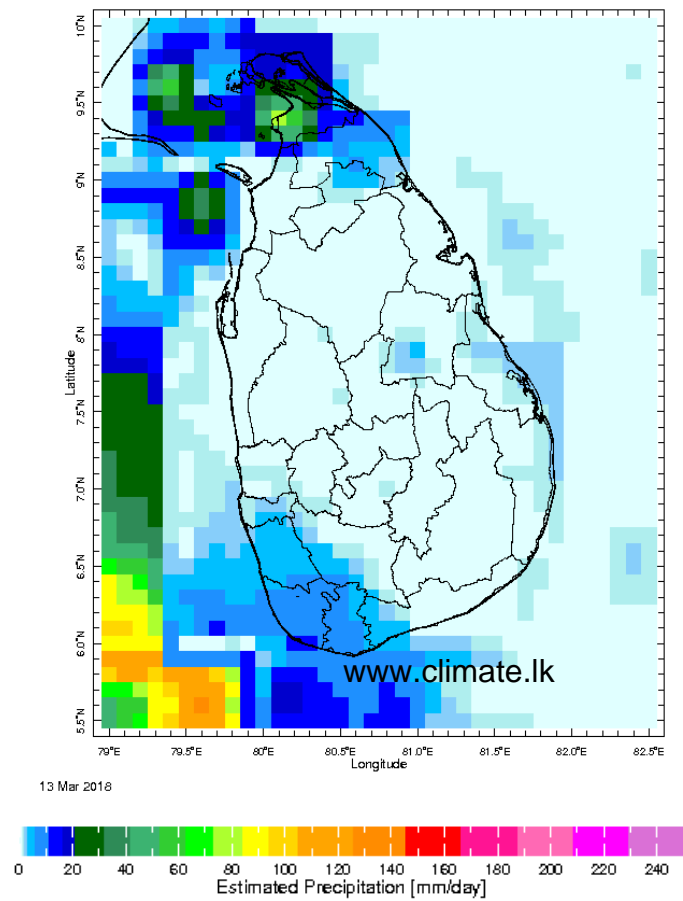 10°N
9.5°N
9°N
8.5°N
8°N
7.5°N
7.0°N
6.5°N
6.0°N
5.5°N
Latitude
www.climate.lk
79°E 79.5°E 80°E 80.5°E 81.0°E 81.5°E 82.0°E 82.5°E
Longitude
13 Mar 2018
0 20 40 60 80 100 120 140 160 180 200 220 240
Estimated Precipitation [mm/day]